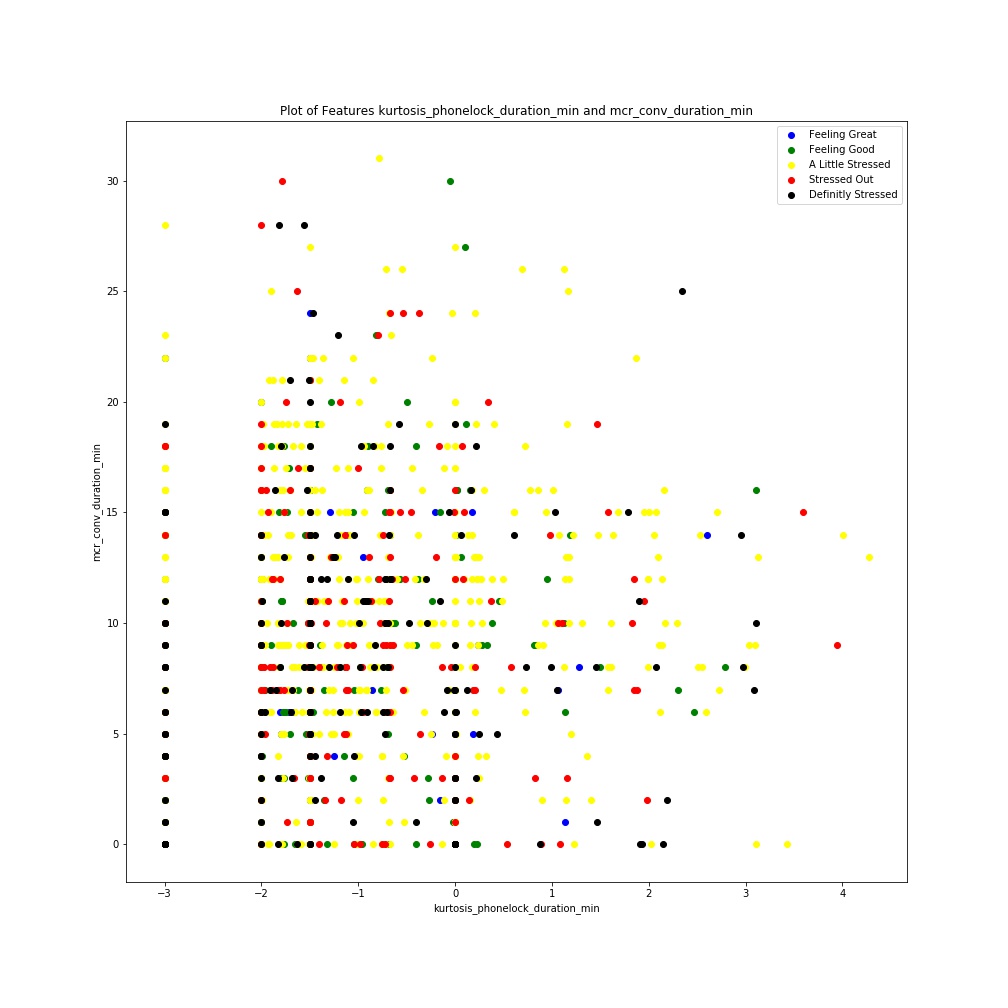 Plot of Features kurtosis_phonelock_duration_min and mcr_conv_duration_min
Feeling Great
Feeling Good
A Little Stressed
Stressed Out
Definitly Stressed
30
25
20
15
10
5
0
mcr_conv_duration_min
−3 −2 −1 0 1 2 3 4
kurtosis_phonelock_duration_min